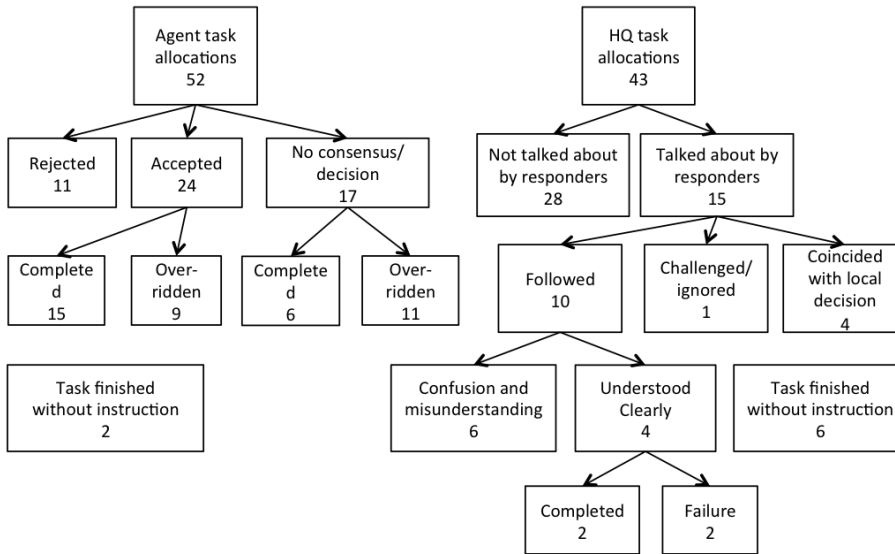 Agent task
allocations
52
HQ task
allocations
43
Rejected
11
Accepted
24
No consensus/
decision
17
Not talked about
by responders
28
Talked about by
responders
15
Complete
d
15
Over-
ridden
9
Complete
d
6
Over-
ridden
11
Followed
10
Challenged/
ignored
1
Coincided
with local
decision
4
Task finished
without instruction
2
Confusion and
misunderstanding
6
Understood
Clearly
4
Task finished
without instruction
6
Completed
2
Failure
2